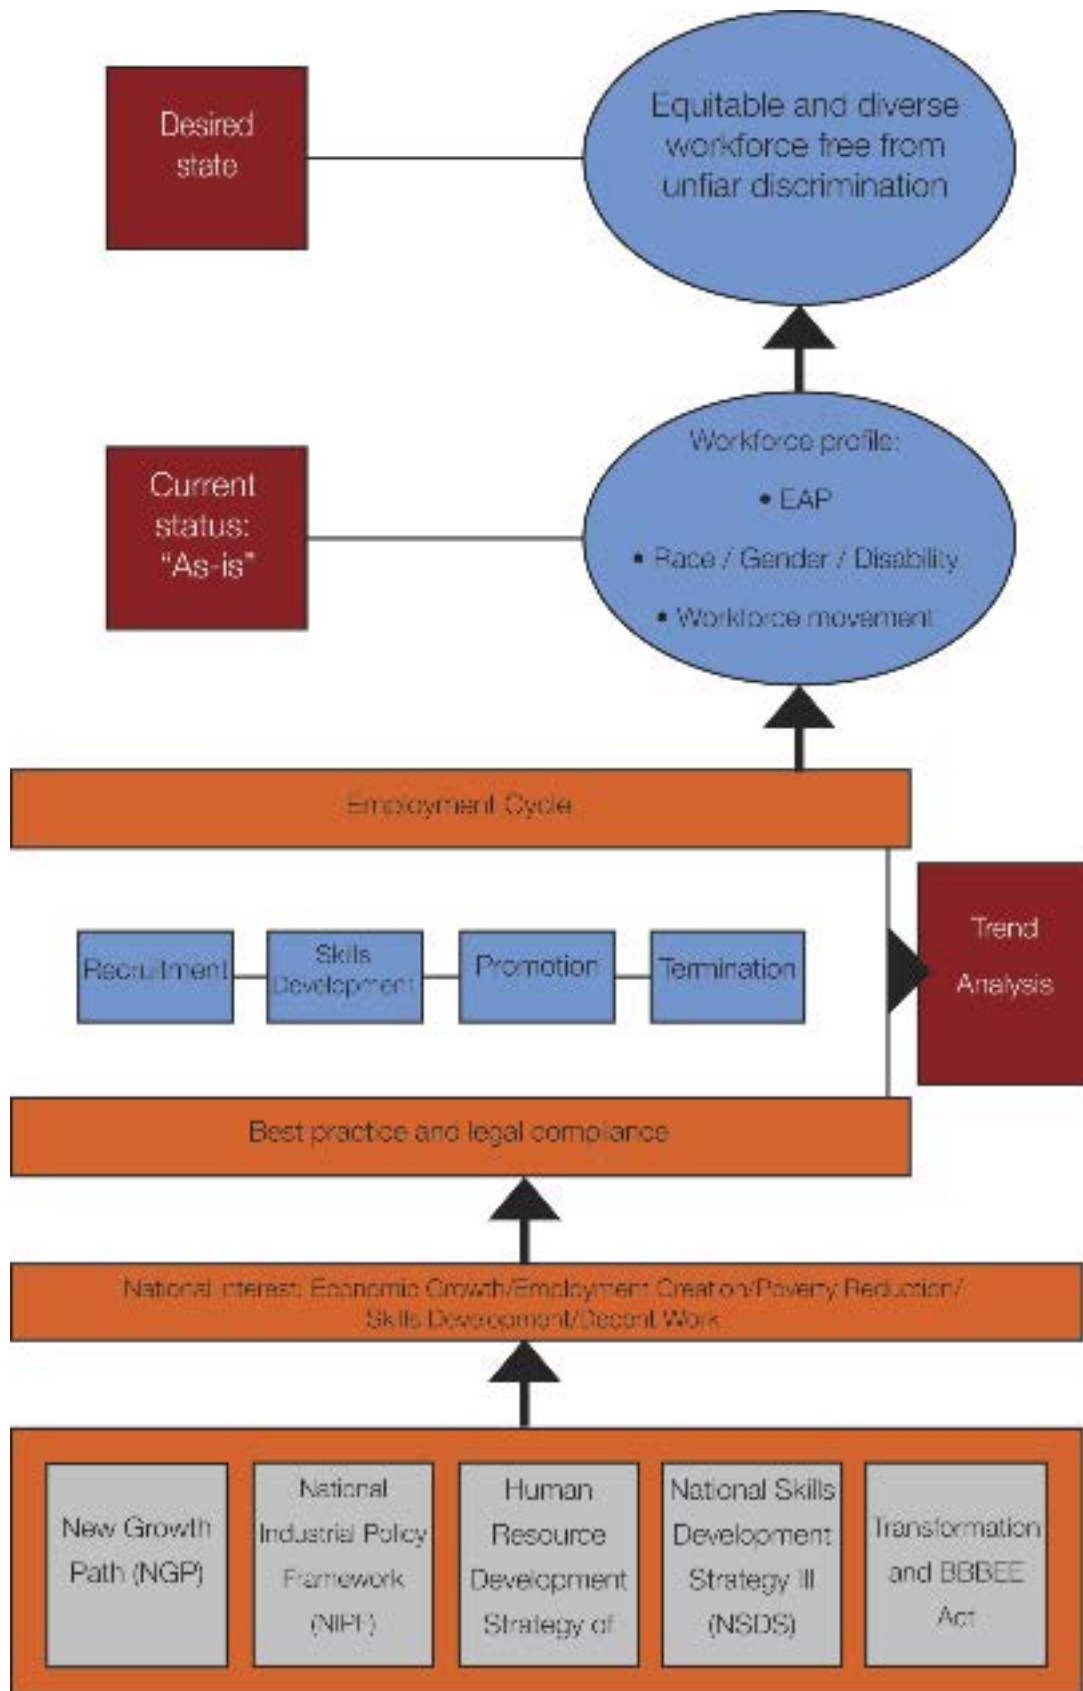 Desired
state
Equitable and diverse
workforce free from
unfiar discrimination
Current
status:
"As-is"
Workforce profile:
• EAP
• Race / Gender / Disability
• Workforce movement
Employment Cycle
Recruitment
Skills
Development
Promotion
Termination
Trend
Analysis
Best practice and legal compliance
National interest: Economic Growth/Employment Creation/Poverty Reduction/
Skills Development/Decent Work
New Growth
Path (NGP)
National
Industrial Policy
Framework
(NIPF)
Human
Resource
Development
Strategy of
National Skills
Development
Strategy III
(NSDS)
Transformation
and BBBEE
Act